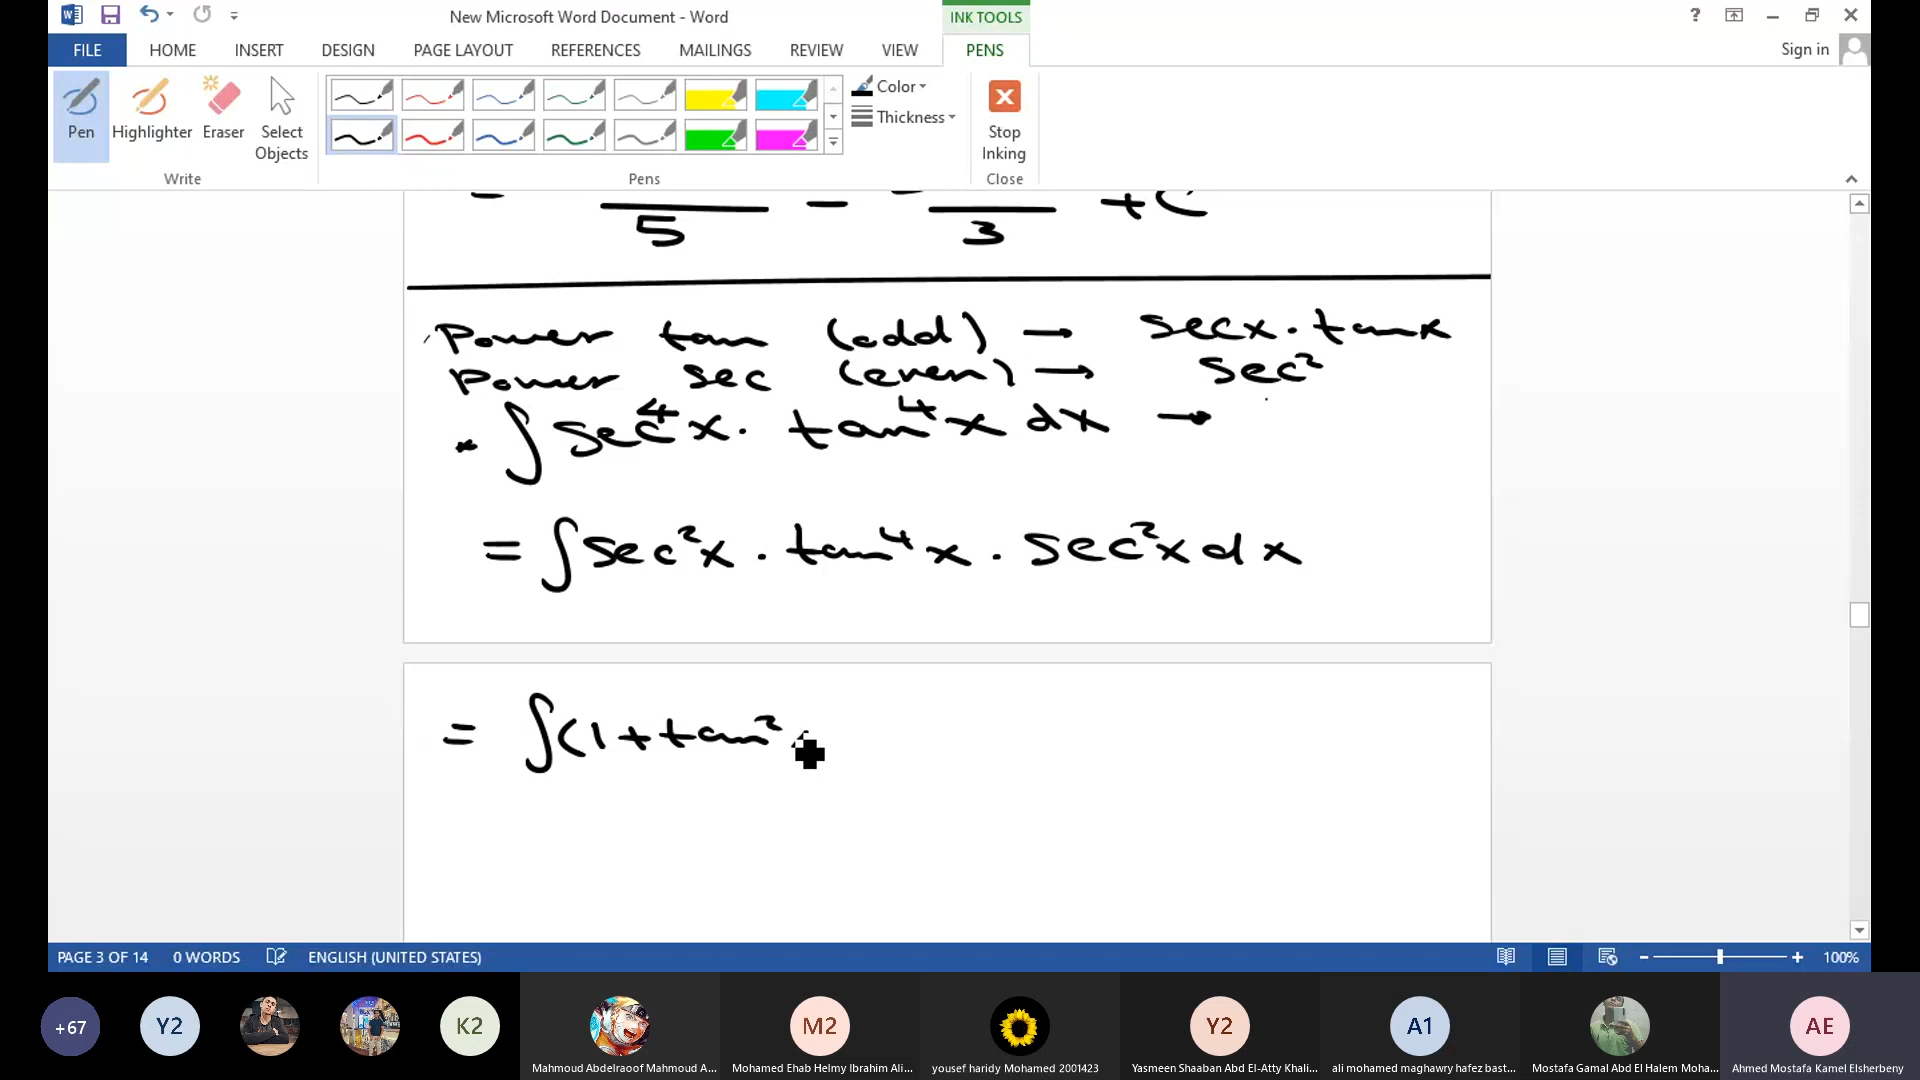 New Microsoft Word Document - Word
INK TOOLS
FILE HOME INSERT DESIGN PAGE LAYOUT REFERENCES MAILINGS REVIEW VIEW PENS
Sign in
Pen Highlighter Eraser Select Objects
Color
Thickness
Stop Inking
Write Pens Close
= — — — +C
5 3
Power tan (odd) → secx · tanx
Power sec (even) → sec²
* ∫ sec⁴x · tan⁴x dx →
= ∫ sec²x · tan⁴x · sec²x dx
= ∫(1 + tan²
PAGE 3 OF 14 0 WORDS ENGLISH (UNITED STATES) 100%
+67 Y2 K2 M2 Y2 A1 AE
Mahmoud Abdelraoof Mahmoud A... Mohamed Ehab Helmy Ibrahim Ali... yousef haridy Mohamed 2001423 Yasmeen Shaaban Abd El-Atty Khali... ali mohamed maghawry hafez bast... Mostafa Gamal Abd El Halem Moha... Ahmed Mostafa Kamel Elsherbeny